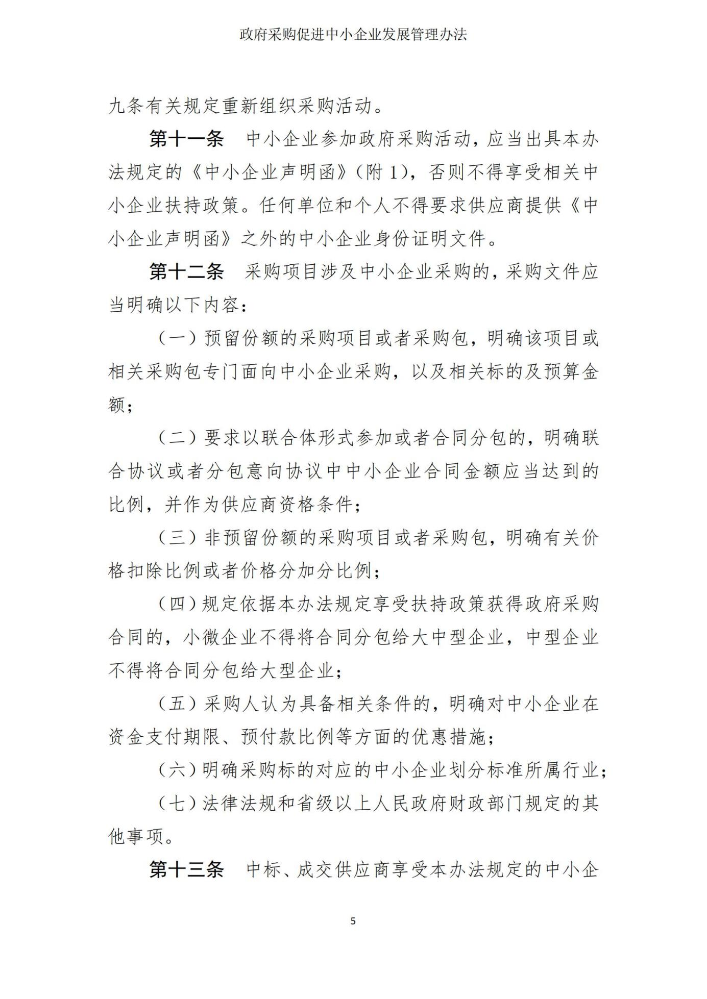 政府采购促进中小企业发展管理办法
九条有关规定重新组织采购活动。
第十一条　中小企业参加政府采购活动，应当出具本办
法规定的《中小企业声明函》（附 1），否则不得享受相关中
小企业扶持政策。任何单位和个人不得要求供应商提供《中
小企业声明函》之外的中小企业身份证明文件。
第十二条　采购项目涉及中小企业采购的，采购文件应
当明确以下内容：
（一）预留份额的采购项目或者采购包，明确该项目或
相关采购包专门面向中小企业采购，以及相关标的及预算金
额；
（二）要求以联合体形式参加或者合同分包的，明确联
合协议或者分包意向协议中中小企业合同金额应当达到的
比例，并作为供应商资格条件；
（三）非预留份额的采购项目或者采购包，明确有关价
格扣除比例或者价格分加分比例；
（四）规定依据本办法规定享受扶持政策获得政府采购
合同的，小微企业不得将合同分包给大中型企业，中型企业
不得将合同分包给大型企业；
（五）采购人认为具备相关条件的，明确对中小企业在
资金支付期限、预付款比例等方面的优惠措施；
（六）明确采购标的对应的中小企业划分标准所属行业；
（七）法律法规和省级以上人民政府财政部门规定的其
他事项。
第十三条　中标、成交供应商享受本办法规定的中小企
5